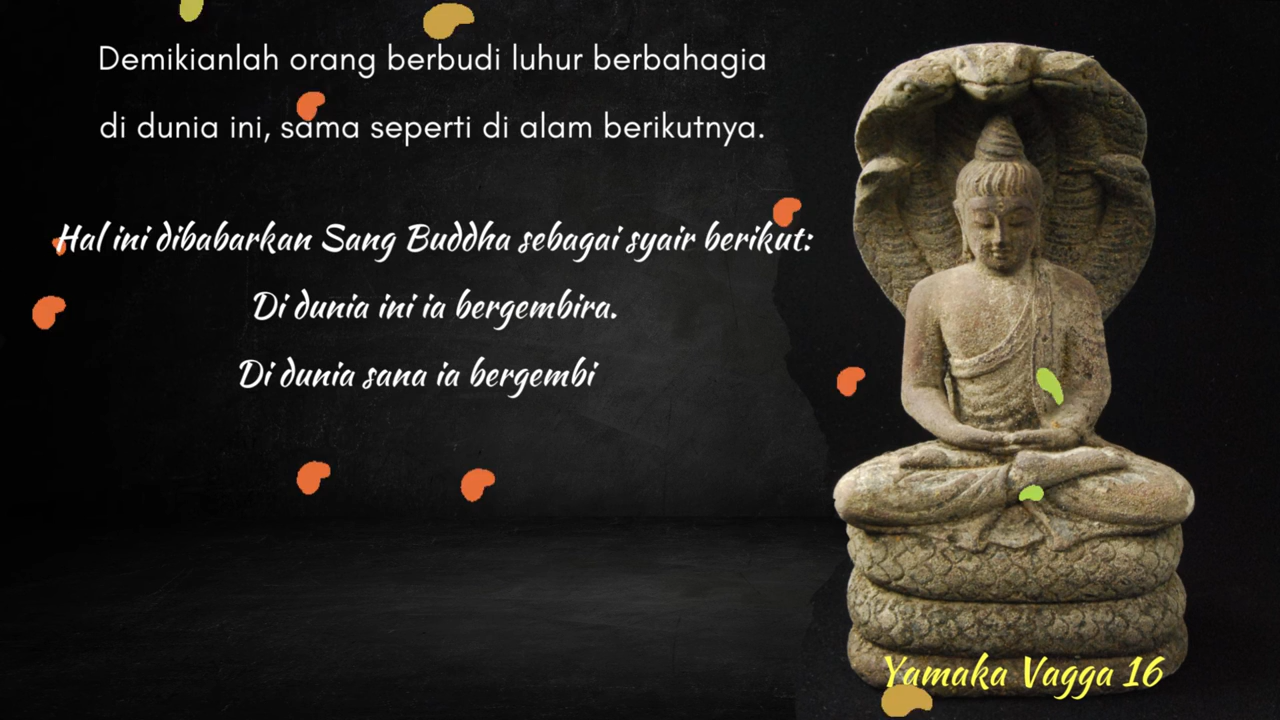 Demikianlah orang berbudi luhur berbahagia
di dunia ini, sama seperti di alam berikutnya.
Hal ini dibabarkan Sang Buddha sebagai syair berikut:
Di dunia ini ia bergembira.
Di dunia sana ia bergembi
Yamaka Vagga 16